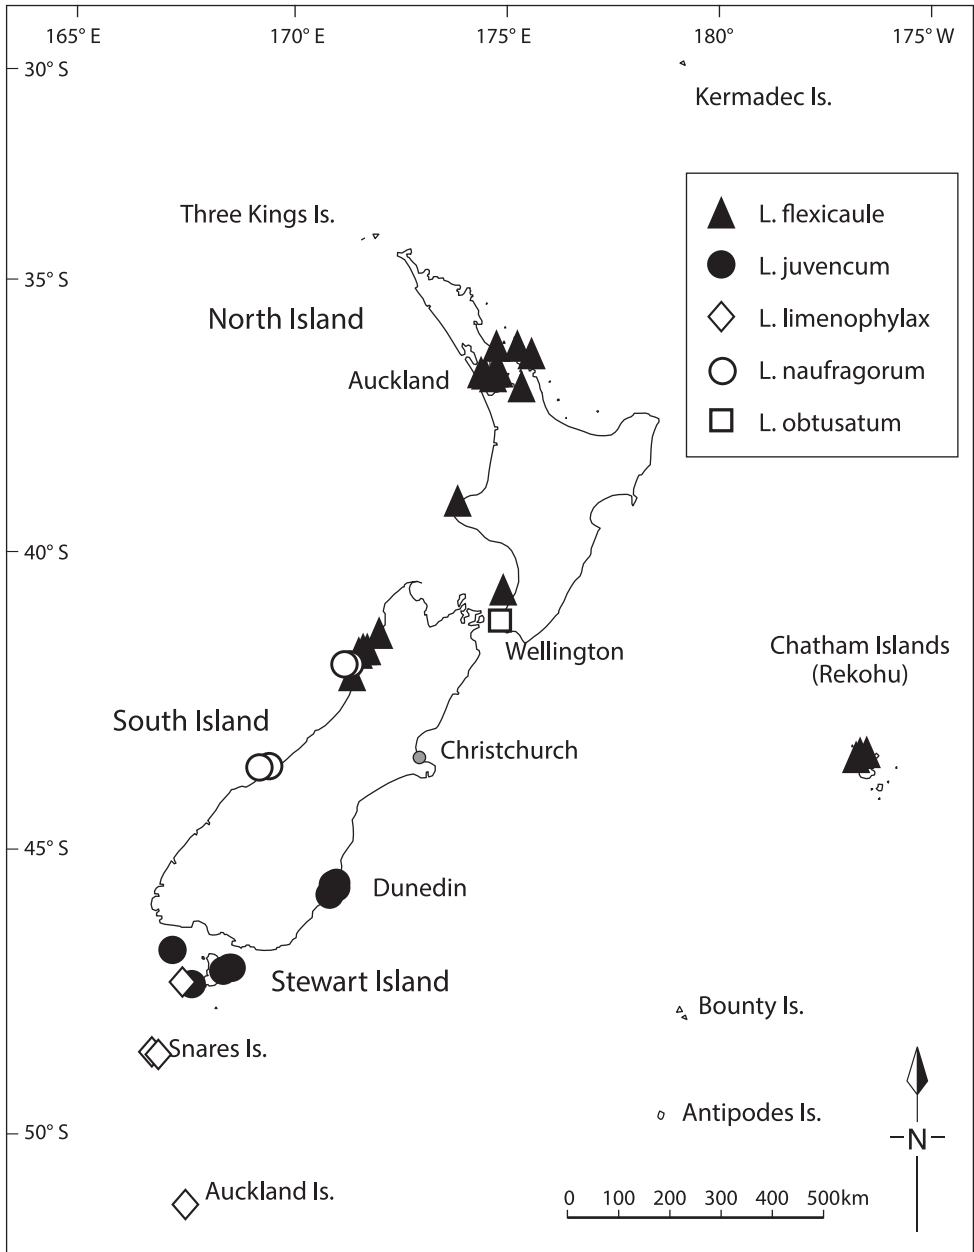 165° E 170° E 175° E 180° 175° W
30° S
Kermadec Is.
Three Kings Is.
L. flexicaule
L. juvencum
L. limenophylax
L. naufragorum
L. obtusatum
35° S
North Island
Auckland
40° S
Wellington
Chatham Islands
(Rekohu)
South Island
Christchurch
45° S
Dunedin
Stewart Island
Bounty Is.
Snares Is.
Antipodes Is.
50° S
N
Auckland Is.
0 100 200 300 400 500km